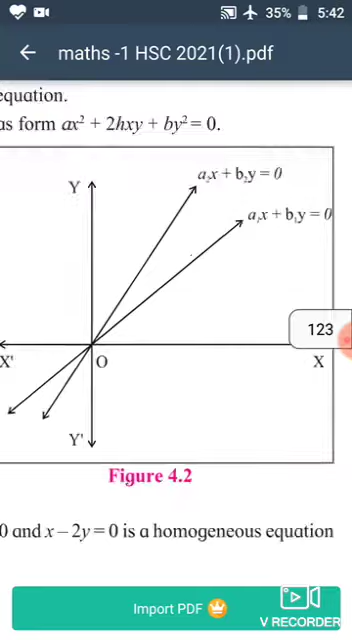 35% 5:42
maths -1 HSC 2021(1).pdf
equation.
as form ax² + 2hxy + by² = 0.
Y
a₂x + b₂y = 0
a₁x + b₁y = 0
123
X' O X
Y'
Figure 4.2
0 and x – 2y = 0 is a homogeneous equation
Import PDF
V RECORDER